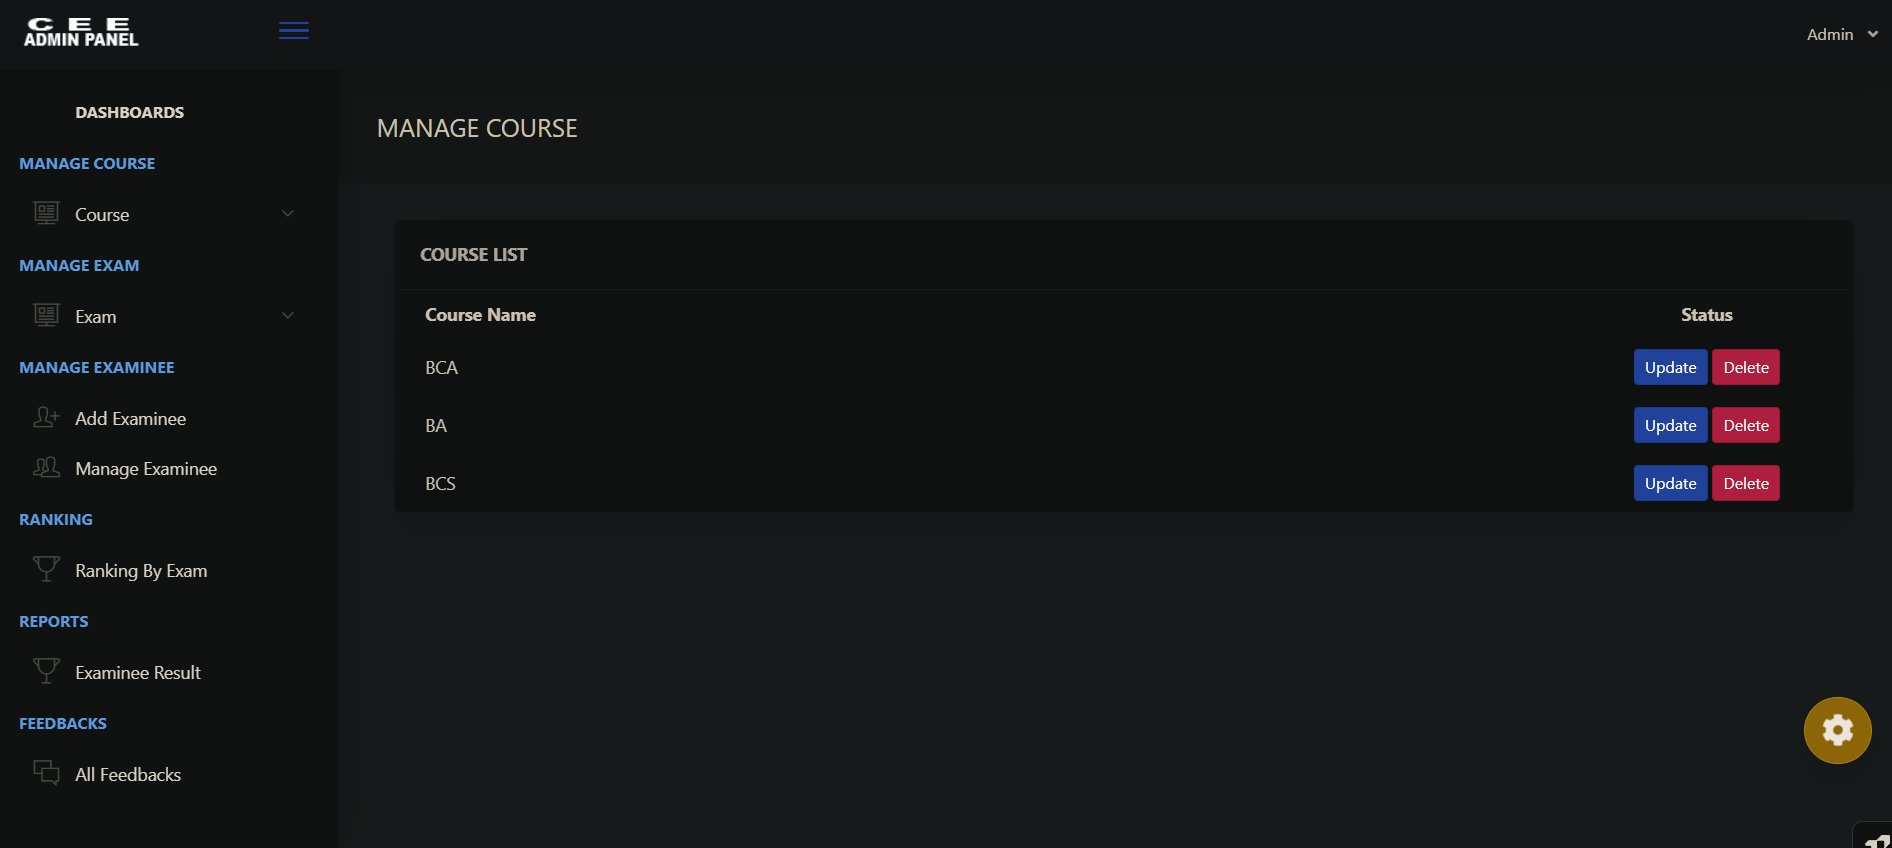 CEE
ADMIN PANEL
Admin
DASHBOARDS
MANAGE COURSE
Course
MANAGE EXAM
Exam
MANAGE EXAMINEE
Add Examinee
Manage Examinee
RANKING
Ranking By Exam
REPORTS
Examinee Result
FEEDBACKS
All Feedbacks
MANAGE COURSE
COURSE LIST
Course Name Status
BCA Update Delete
BA Update Delete
BCS Update Delete